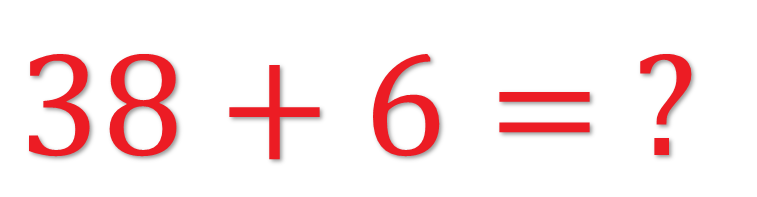 38 + 6 = ?